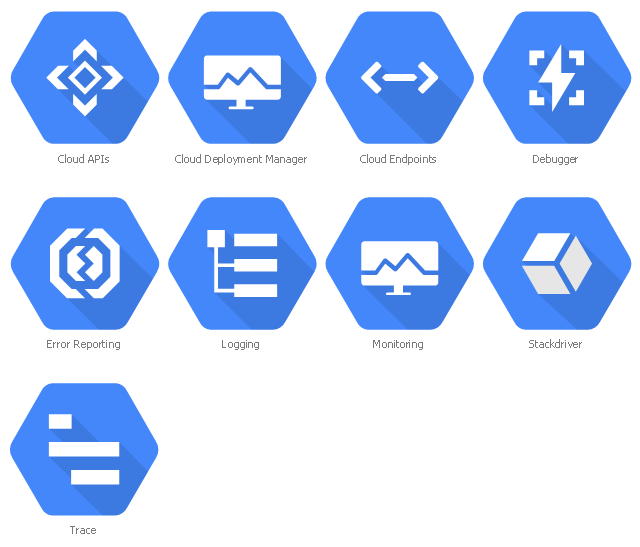 Cloud APIs
Cloud Deployment Manager
Cloud Endpoints
Debugger
Error Reporting
Logging
Monitoring
Stackdriver
Trace